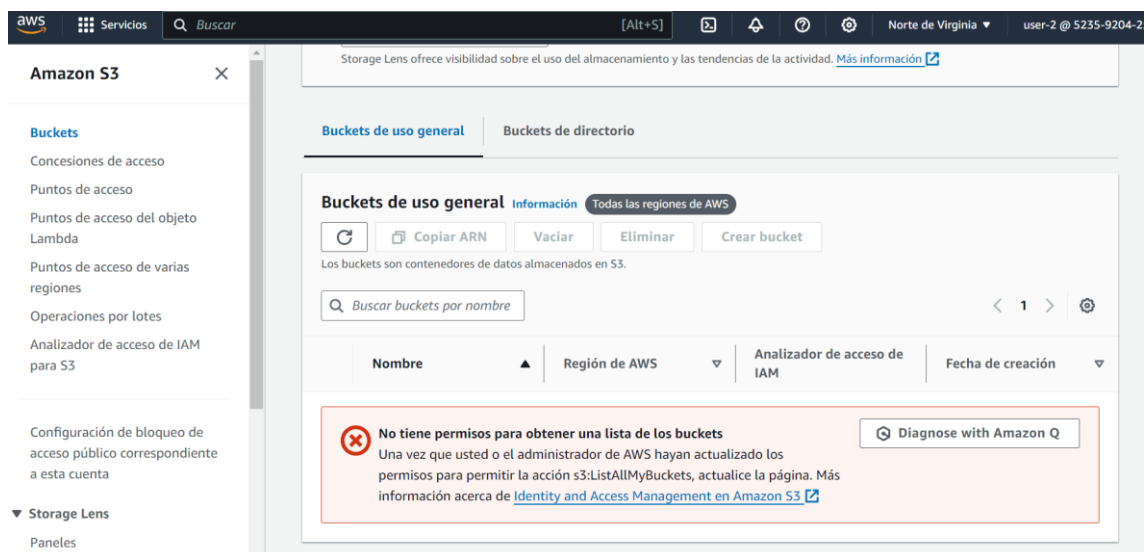 aws
Servicios
Buscar
[Alt+S]
Norte de Virginia
user-2 @ 5235-9204-2
Amazon S3
Buckets
Concesiones de acceso
Puntos de acceso
Puntos de acceso del objeto
Lambda
Puntos de acceso de varias
regiones
Operaciones por lotes
Analizador de acceso de IAM
para S3
Configuración de bloqueo de
acceso público correspondiente
a esta cuenta
Storage Lens
Paneles
Storage Lens ofrece visibilidad sobre el uso del almacenamiento y las tendencias de la actividad. Más información
Buckets de uso general
Buckets de directorio
Buckets de uso general Información Todas las regiones de AWS
Copiar ARN
Vaciar
Eliminar
Crear bucket
Los buckets son contenedores de datos almacenados en S3.
Buscar buckets por nombre
1
Nombre
Región de AWS
Analizador de acceso de
IAM
Fecha de creación
No tiene permisos para obtener una lista de los buckets
Una vez que usted o el administrador de AWS hayan actualizado los
permisos para permitir la acción s3:ListAllMyBuckets, actualice la página. Más
información acerca de Identity and Access Management en Amazon S3
Diagnose with Amazon Q